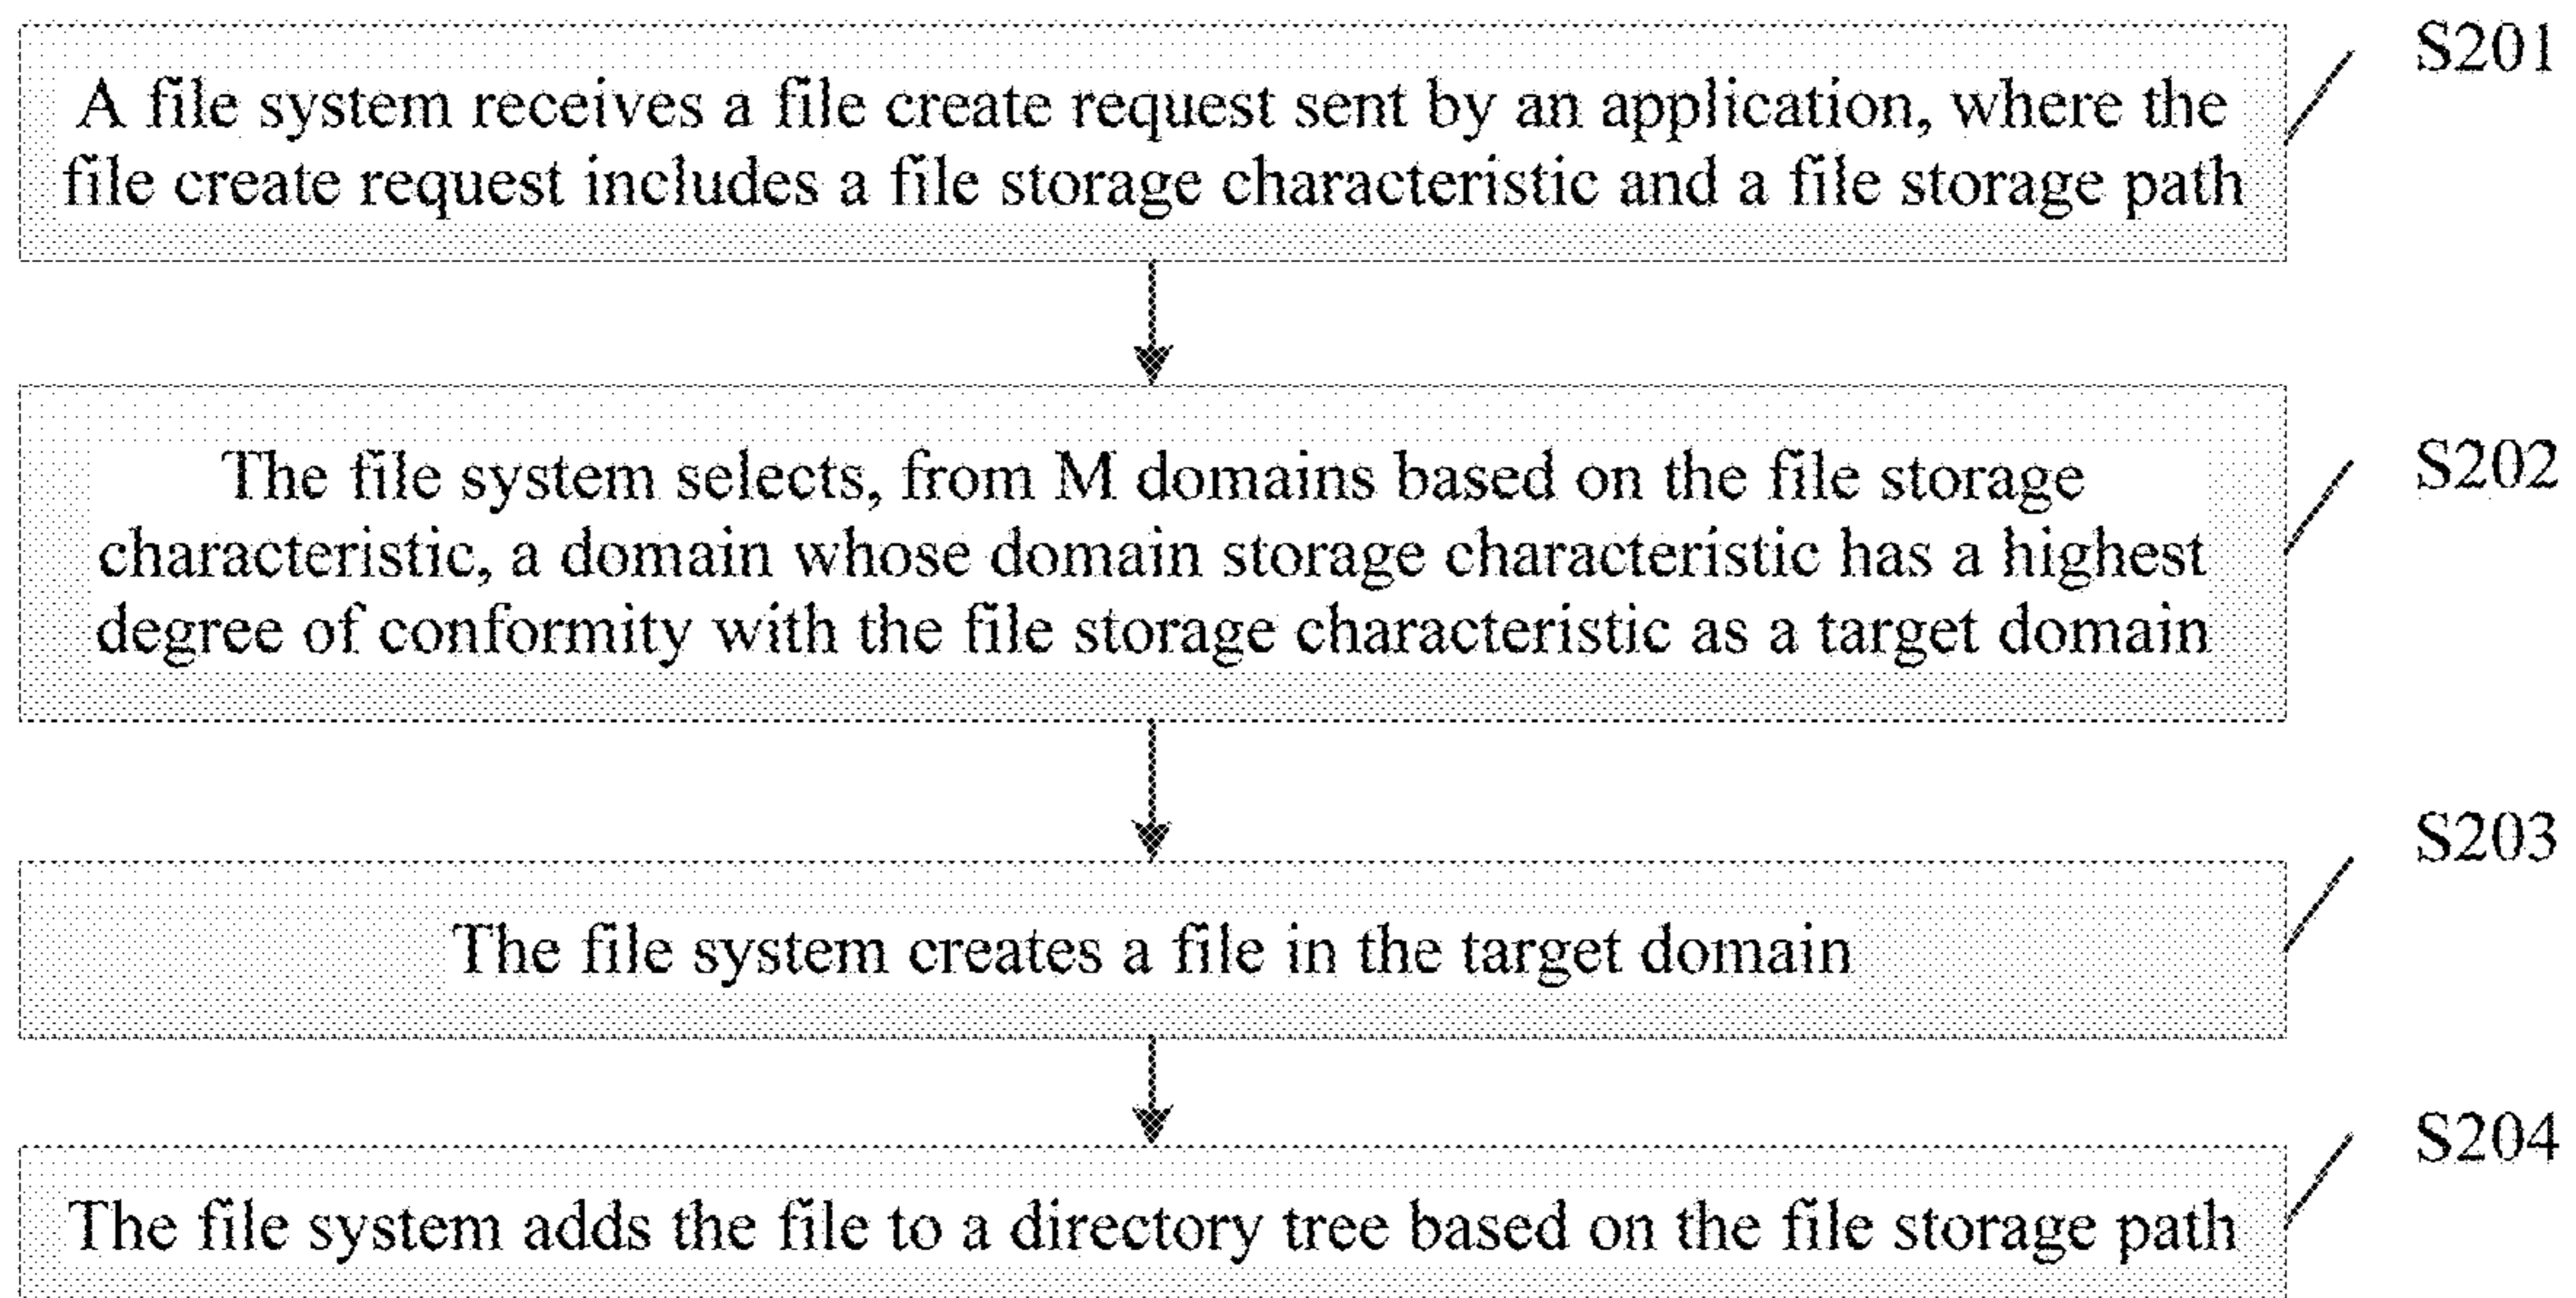 A file system receives a file create request sent by an application, where the
file create request includes a file storage characteristic and a file storage path
S201
The file system selects, from M domains based on the file storage
characteristic, a domain whose domain storage characteristic has a highest
degree of conformity with the file storage characteristic as a target domain
S202
The file system creates a file in the target domain
S203
The file system adds the file to a directory tree based on the file storage path
S204